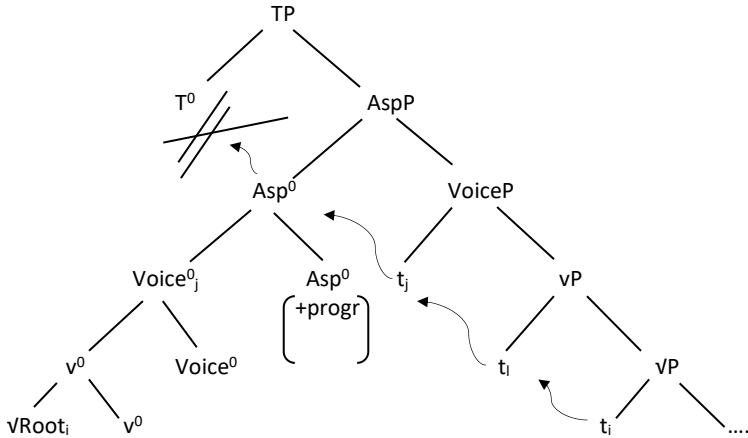 TP
T⁰ AspP
Asp⁰ VoiceP
Voice⁰ⱼ Asp⁰ tⱼ vP
+progr
v⁰ Voice⁰ tₗ √P
√Rootᵢ v⁰ tᵢ ....